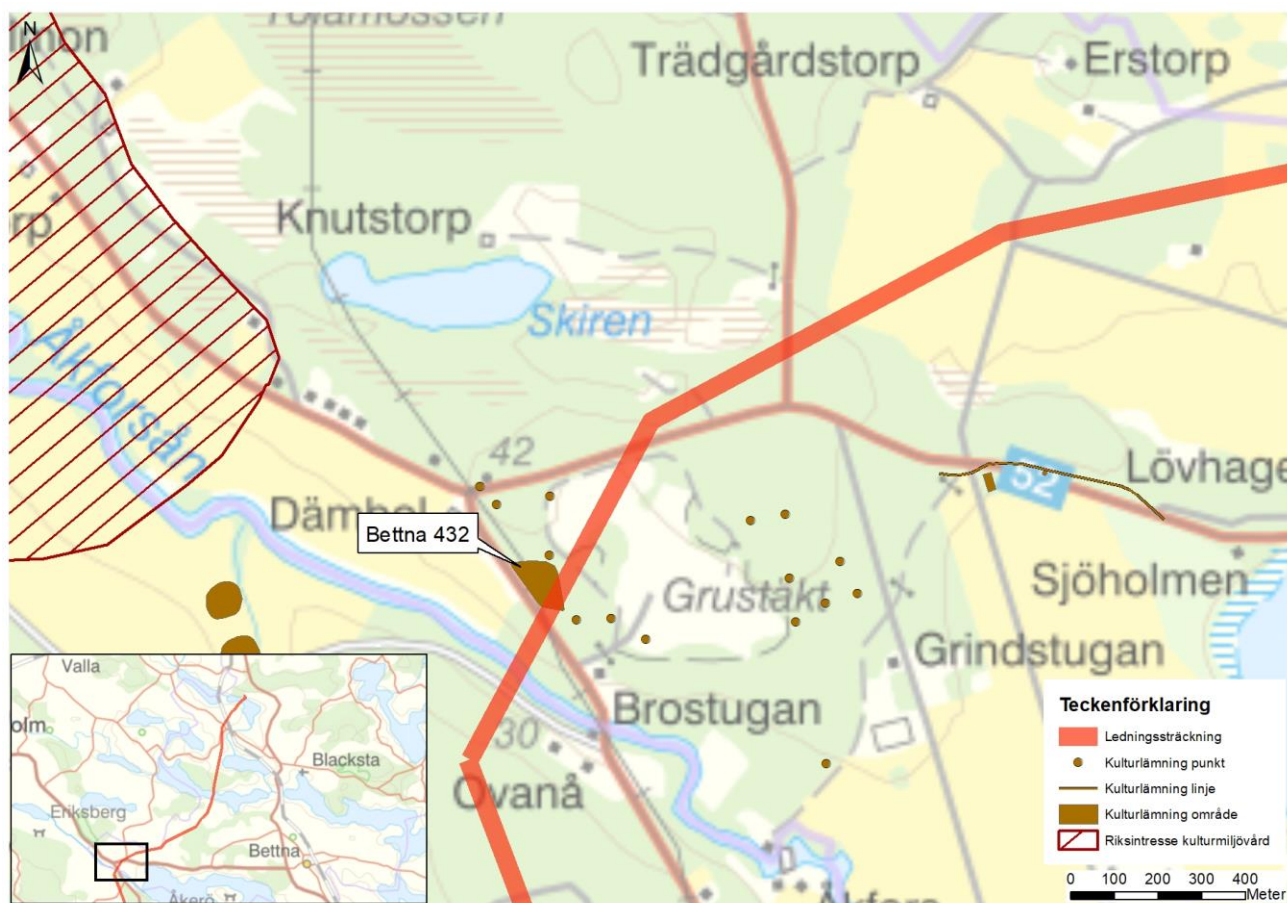 N
Trädgårdstorp
Erstorp
Knutstorp
Skiren
Åkforsån
42
52
Lövhage
Dämbol
Bettna 432
Grustäkt
Sjöholmen
Grindstugan
Brostugan
30
Ovanå
Valla
Blacksta
Eriksberg
Bettna
Åkerö
Teckenförklaring
Ledningssträckning
Kulturlämning punkt
Kulturlämning linje
Kulturlämning område
Riksintresse kulturmiljövård
0 100 200 300 400
Meter